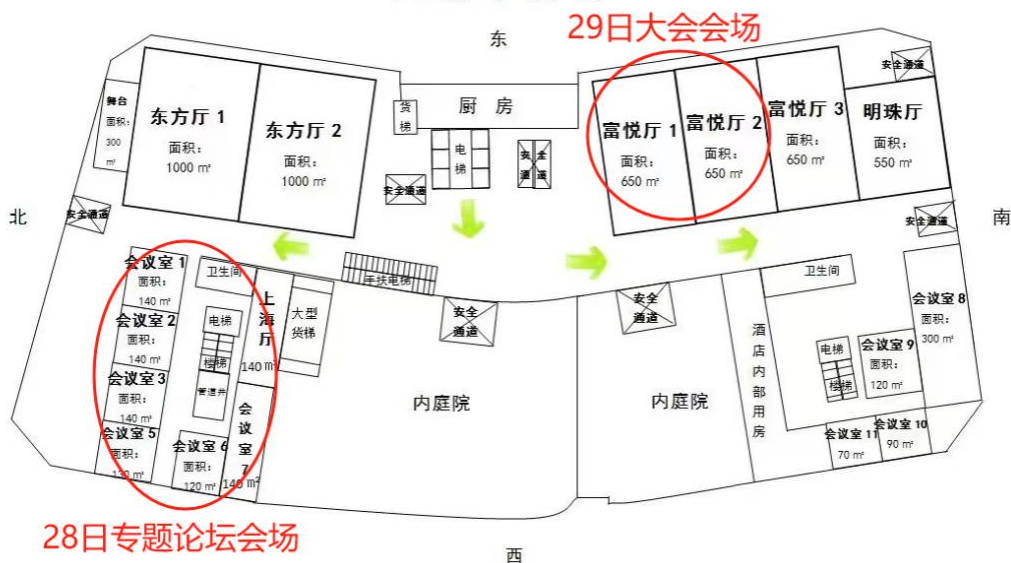 东
29日大会会场
安全通道
舞台
面积：
300
㎡
东方厅 1
面积：
1000 ㎡
东方厅 2
面积：
1000 ㎡
货梯
厨 房
电梯
安全通道
安全通道
富悦厅 1
面积：
650 ㎡
富悦厅 2
面积：
650 ㎡
富悦厅 3
面积：
650 ㎡
明珠厅
面积：
550 ㎡
北
安全通道
安全通道
南
会议室 1
面积：
140 ㎡
会议室 2
面积：
140 ㎡
会议室 3
面积：
140 ㎡
会议室 5
面积：
130 ㎡
会议室 6
面积：
120 ㎡
会议室 7
140 ㎡
卫生间
电梯
楼梯
管道井
上海厅
140 ㎡
大型
货梯
手扶电梯
安全
通道
安全
通道
内庭院
内庭院
酒店内部用房
卫生间
电梯
楼梯
会议室 8
面积：
300 ㎡
会议室 9
面积：
120 ㎡
会议室 10
90 ㎡
会议室 11
70 ㎡
28日专题论坛会场
西